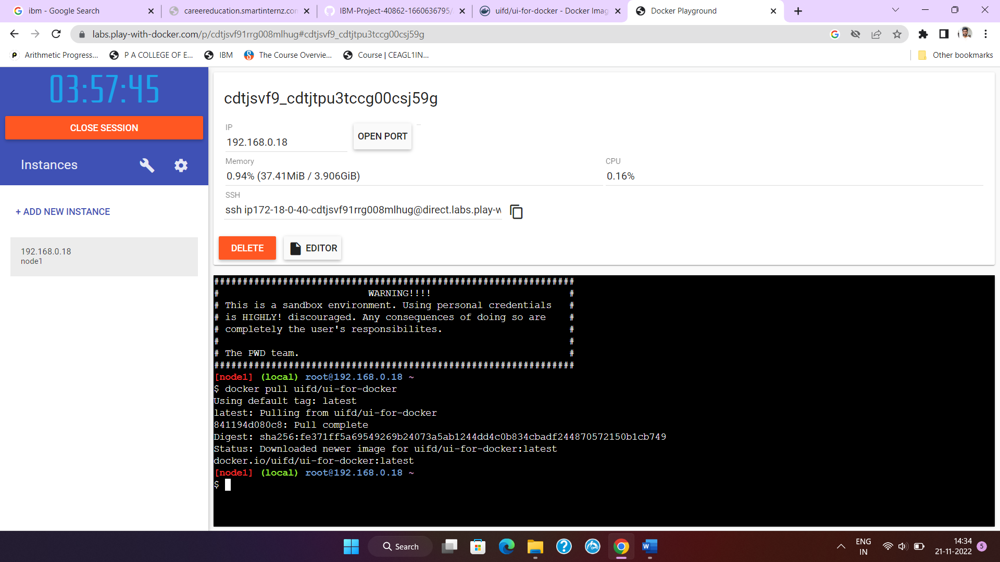 ibm - Google Search
careereducation.smartinternz.con
IBM-Project-40862-1660636795/
uifd/ui-for-docker - Docker Imag
Docker Playground
labs.play-with-docker.com/p/cdtjsvf91rrg008mlhug#cdtjsvf9_cdtjtpu3tccg00csj59g
Arithmetic Progress...
P A COLLEGE OF E...
IBM
The Course Overvie...
Course | CEAGL1IN...
Other bookmarks
03:57:45
CLOSE SESSION
Instances
+ ADD NEW INSTANCE
192.168.0.18
node1
cdtjsvf9_cdtjtpu3tccg00csj59g
IP
192.168.0.18
OPEN PORT
Memory
0.94% (37.41MiB / 3.906GiB)
CPU
0.16%
SSH
ssh ip172-18-0-40-cdtjsvf91rrg008mlhug@direct.labs.play-w
DELETE
EDITOR
###############################################################
#                          WARNING!!!!                        #
# This is a sandbox environment. Using personal credentials   #
# is HIGHLY! discouraged. Any consequences of doing so are    #
# completely the user's responsibilites.                      #
#                                                             #
# The PWD team.                                               #
###############################################################
[node1] (local) root@192.168.0.18 ~
$ docker pull uifd/ui-for-docker
Using default tag: latest
latest: Pulling from uifd/ui-for-docker
841194d080c8: Pull complete
Digest: sha256:fe371ff5a69549269b24073a5ab1244dd4c0b834cbadf244870572150b1cb749
Status: Downloaded newer image for uifd/ui-for-docker:latest
docker.io/uifd/ui-for-docker:latest
[node1] (local) root@192.168.0.18 ~
$
Search
ENG
IN
14:34
21-11-2022
5